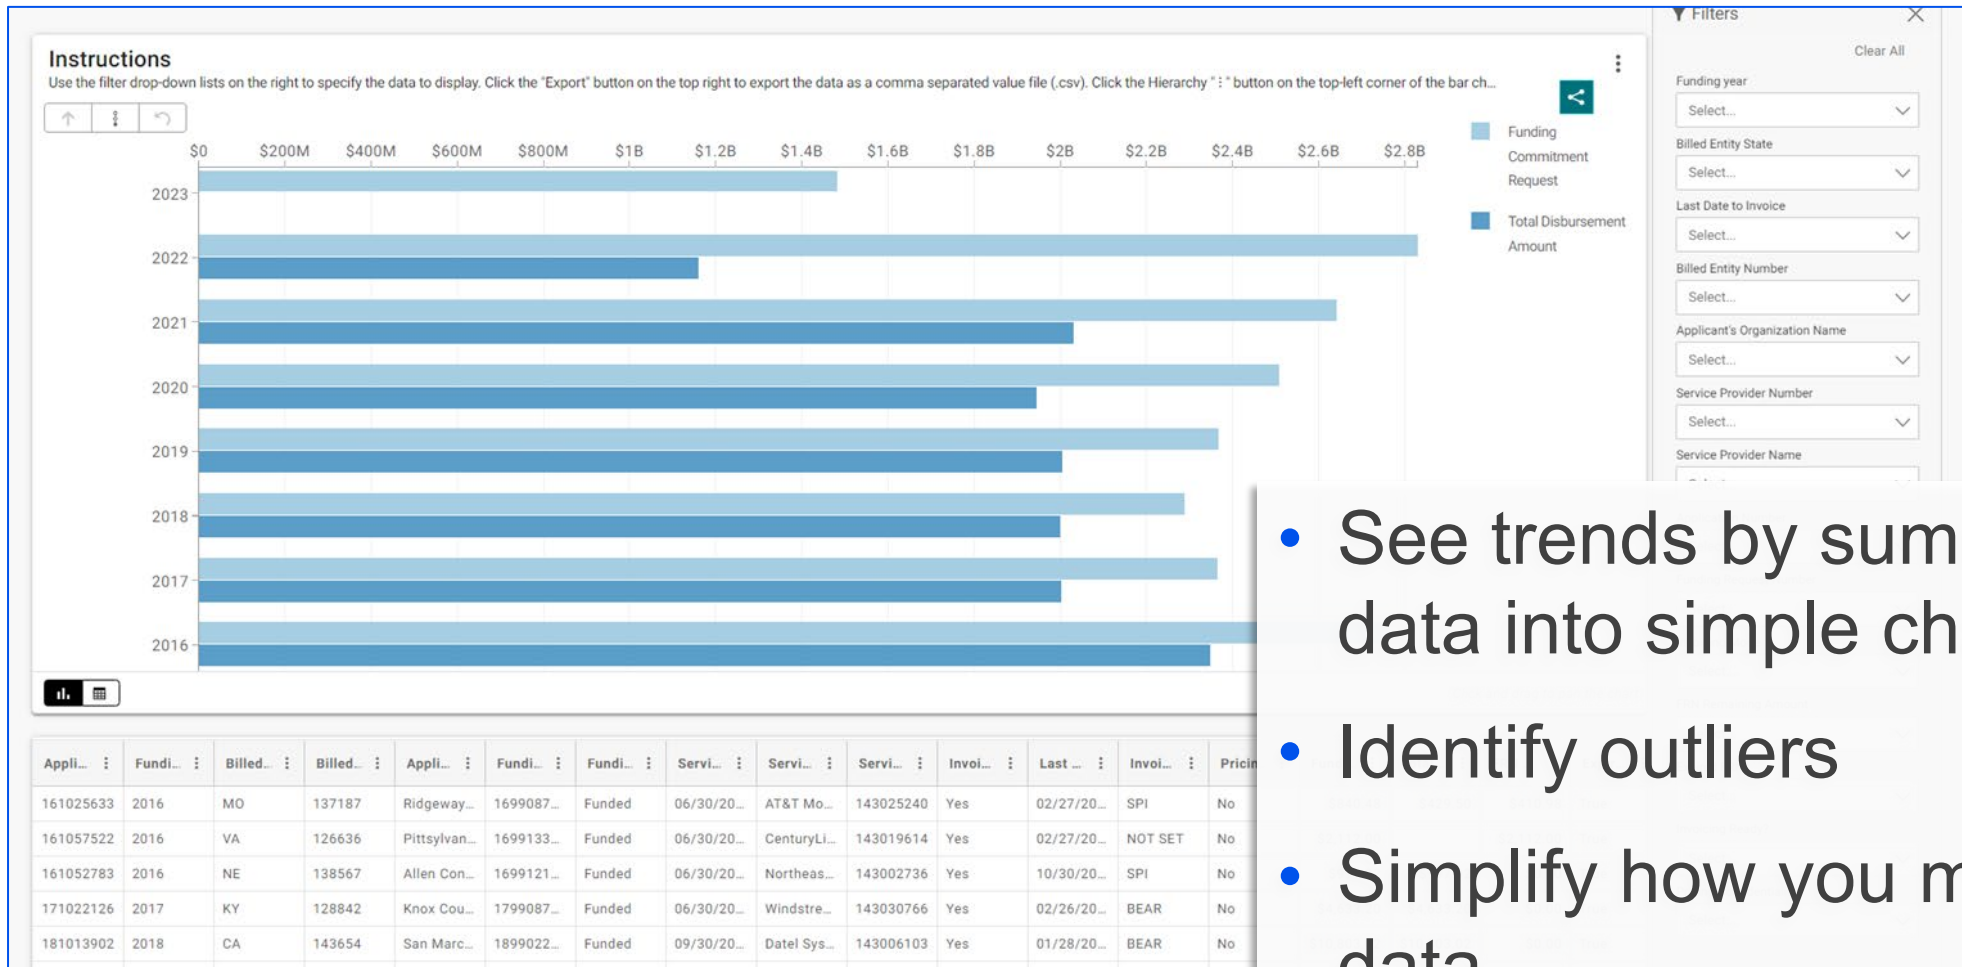 Filters
Clear All
Instructions
Use the filter drop-down lists on the right to specify the data to display. Click the "Export" button on the top right to export the data as a comma separated value file (.csv). Click the Hierarchy "⋮" button on the top-left corner of the bar ch...
$0 $200M $400M $600M $800M $1B $1.2B $1.4B $1.6B $1.8B $2B $2.2B $2.4B $2.6B $2.8B
2023
2022
2021
2020
2019
2018
2017
2016
Funding
Commitment
Request
Total Disbursement
Amount
Funding year
Select...
Billed Entity State
Select...
Last Date to Invoice
Select...
Billed Entity Number
Select...
Applicant's Organization Name
Select...
Service Provider Number
Select...
Service Provider Name
• See trends by sum
data into simple ch
• Identify outliers
• Simplify how you m
data
Appli... Fundi... Billed... Billed... Appli... Fundi... Fundi... Servi... Servi... Servi... Invoi... Last ... Invoi... Pricin
161025633 2016 MO 137187 Ridgeway... 1699087... Funded 06/30/20... AT&T Mo... 143025240 Yes 02/27/20... SPI No
161057522 2016 VA 126636 Pittsylvan... 1699133... Funded 06/30/20... CenturyLi... 143019614 Yes 02/27/20... NOT SET No
161052783 2016 NE 138567 Allen Con... 1699121... Funded 06/30/20... Northeas... 143002736 Yes 10/30/20... SPI No
171022126 2017 KY 128842 Knox Cou... 1799087... Funded 06/30/20... Windstre... 143030766 Yes 02/26/20... BEAR No
181013902 2018 CA 143654 San Marc... 1899022... Funded 09/30/20... Datel Sys... 143006103 Yes 01/28/20... BEAR No